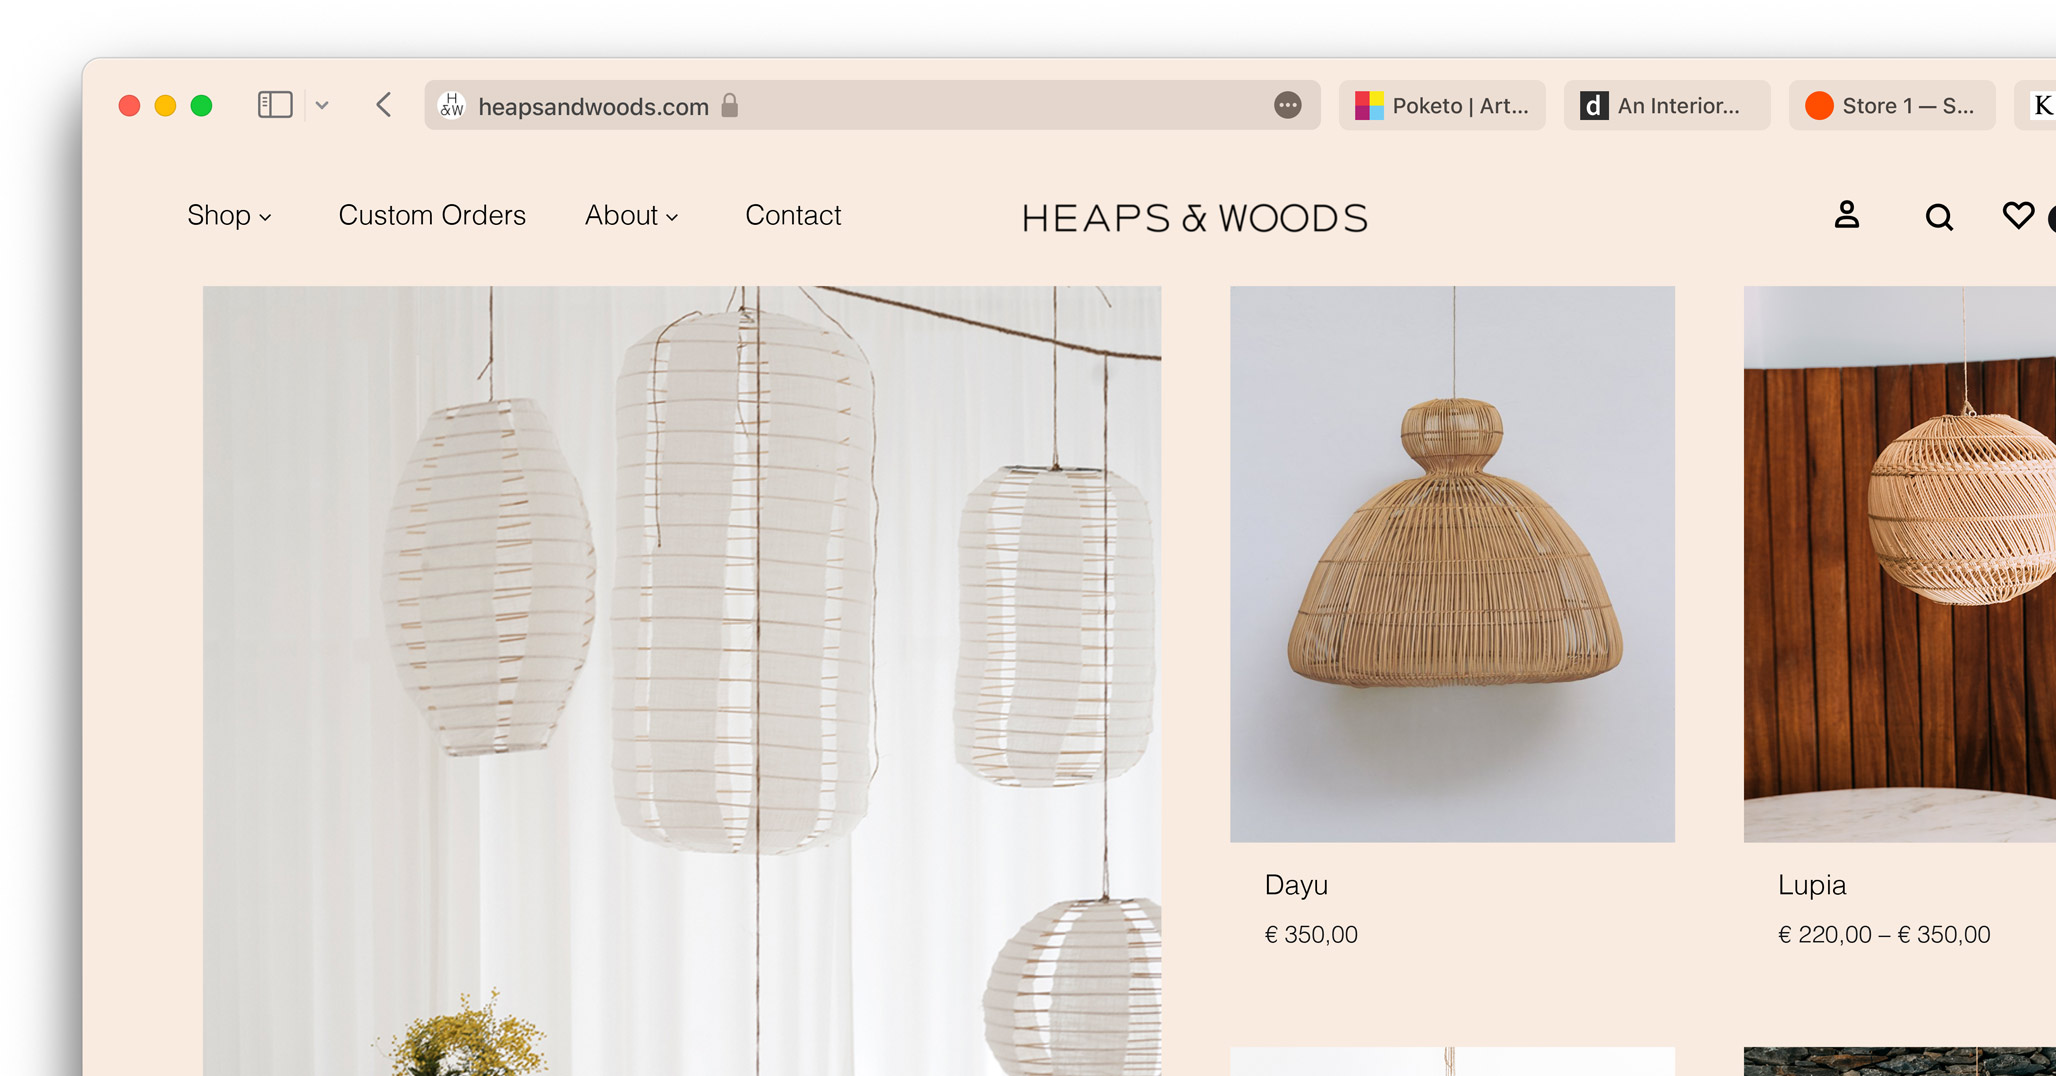 H
&W
heapsandwoods.com
Poketo | Art...
d
An Interior...
Store 1 — S...
K
Shop
Custom Orders
About
Contact
HEAPS & WOODS
Dayu
€ 350,00
Lupia
€ 220,00 – € 350,00